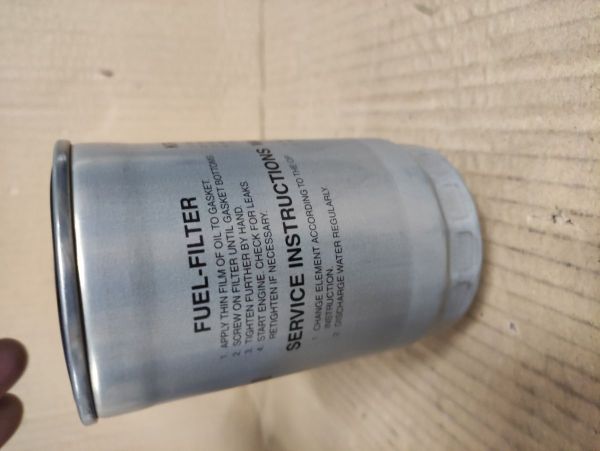 FUEL-FILTER
1. APPLY THIN FILM OF OIL TO GASKET
2. SCREW ON FILTER UNTIL GASKET BOTTOMS
3. TIGHTEN FURTHER BY HAND.
4. START ENGINE. CHECK FOR LEAKS
RETIGHTEN IF NECESSARY.
SERVICE INSTRUCTIONS
1. CHANGE ELEMENT ACCORDING TO THE
INSTRUCTION.
2. DISCHARGE WATER REGULARLY.